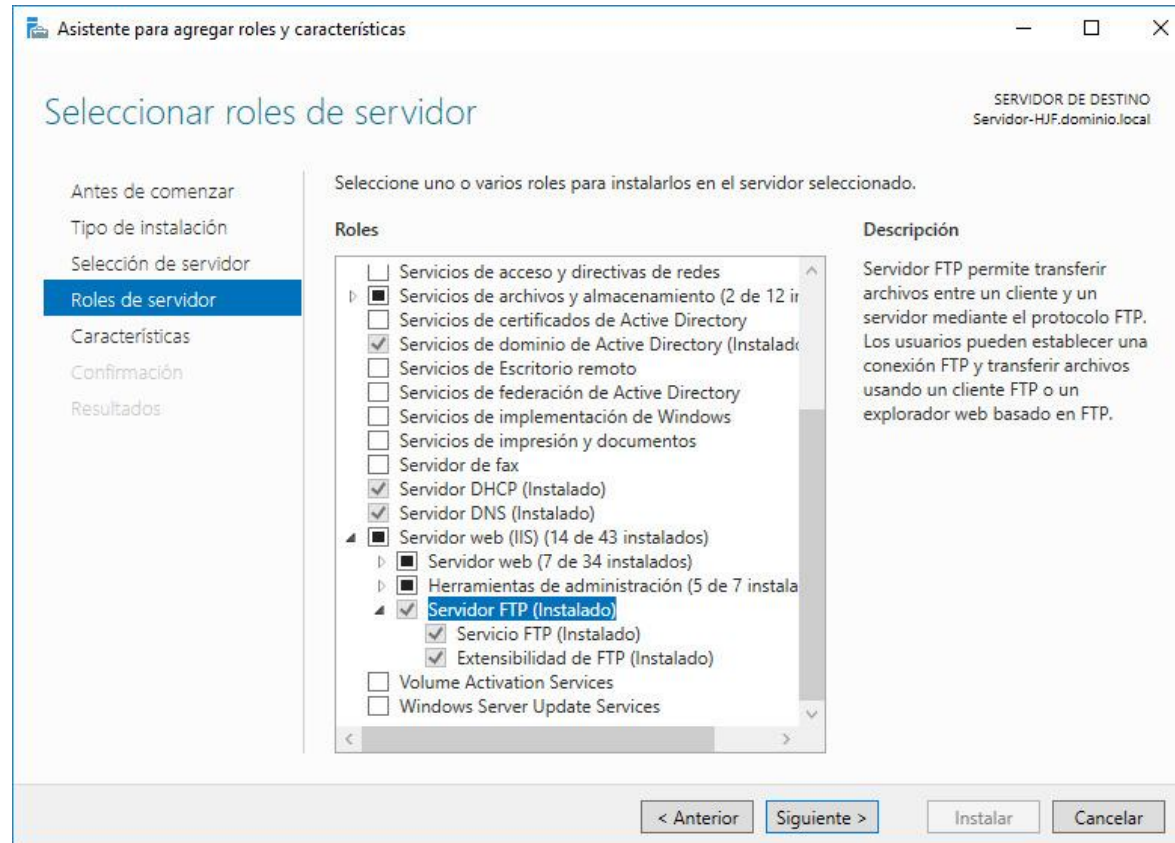 Asistente para agregar roles y características
Seleccionar roles de servidor
SERVIDOR DE DESTINO
Servidor-HJF.dominio.local
Antes de comenzar
Tipo de instalación
Selección de servidor
Roles de servidor
Características
Confirmación
Resultados
Seleccione uno o varios roles para instalarlos en el servidor seleccionado.
Roles
Servicios de acceso y directivas de redes
Servicios de archivos y almacenamiento (2 de 12 in
Servicios de certificados de Active Directory
Servicios de dominio de Active Directory (Instalado
Servicios de Escritorio remoto
Servicios de federación de Active Directory
Servicios de implementación de Windows
Servicios de impresión y documentos
Servidor de fax
Servidor DHCP (Instalado)
Servidor DNS (Instalado)
Servidor web (IIS) (14 de 43 instalados)
Servidor web (7 de 34 instalados)
Herramientas de administración (5 de 7 instala
Servidor FTP (Instalado)
Servicio FTP (Instalado)
Extensibilidad de FTP (Instalado)
Volume Activation Services
Windows Server Update Services
Descripción
Servidor FTP permite transferir
archivos entre un cliente y un
servidor mediante el protocolo FTP.
Los usuarios pueden establecer una
conexión FTP y transferir archivos
usando un cliente FTP o un
explorador web basado en FTP.
< Anterior
Siguiente >
Instalar
Cancelar